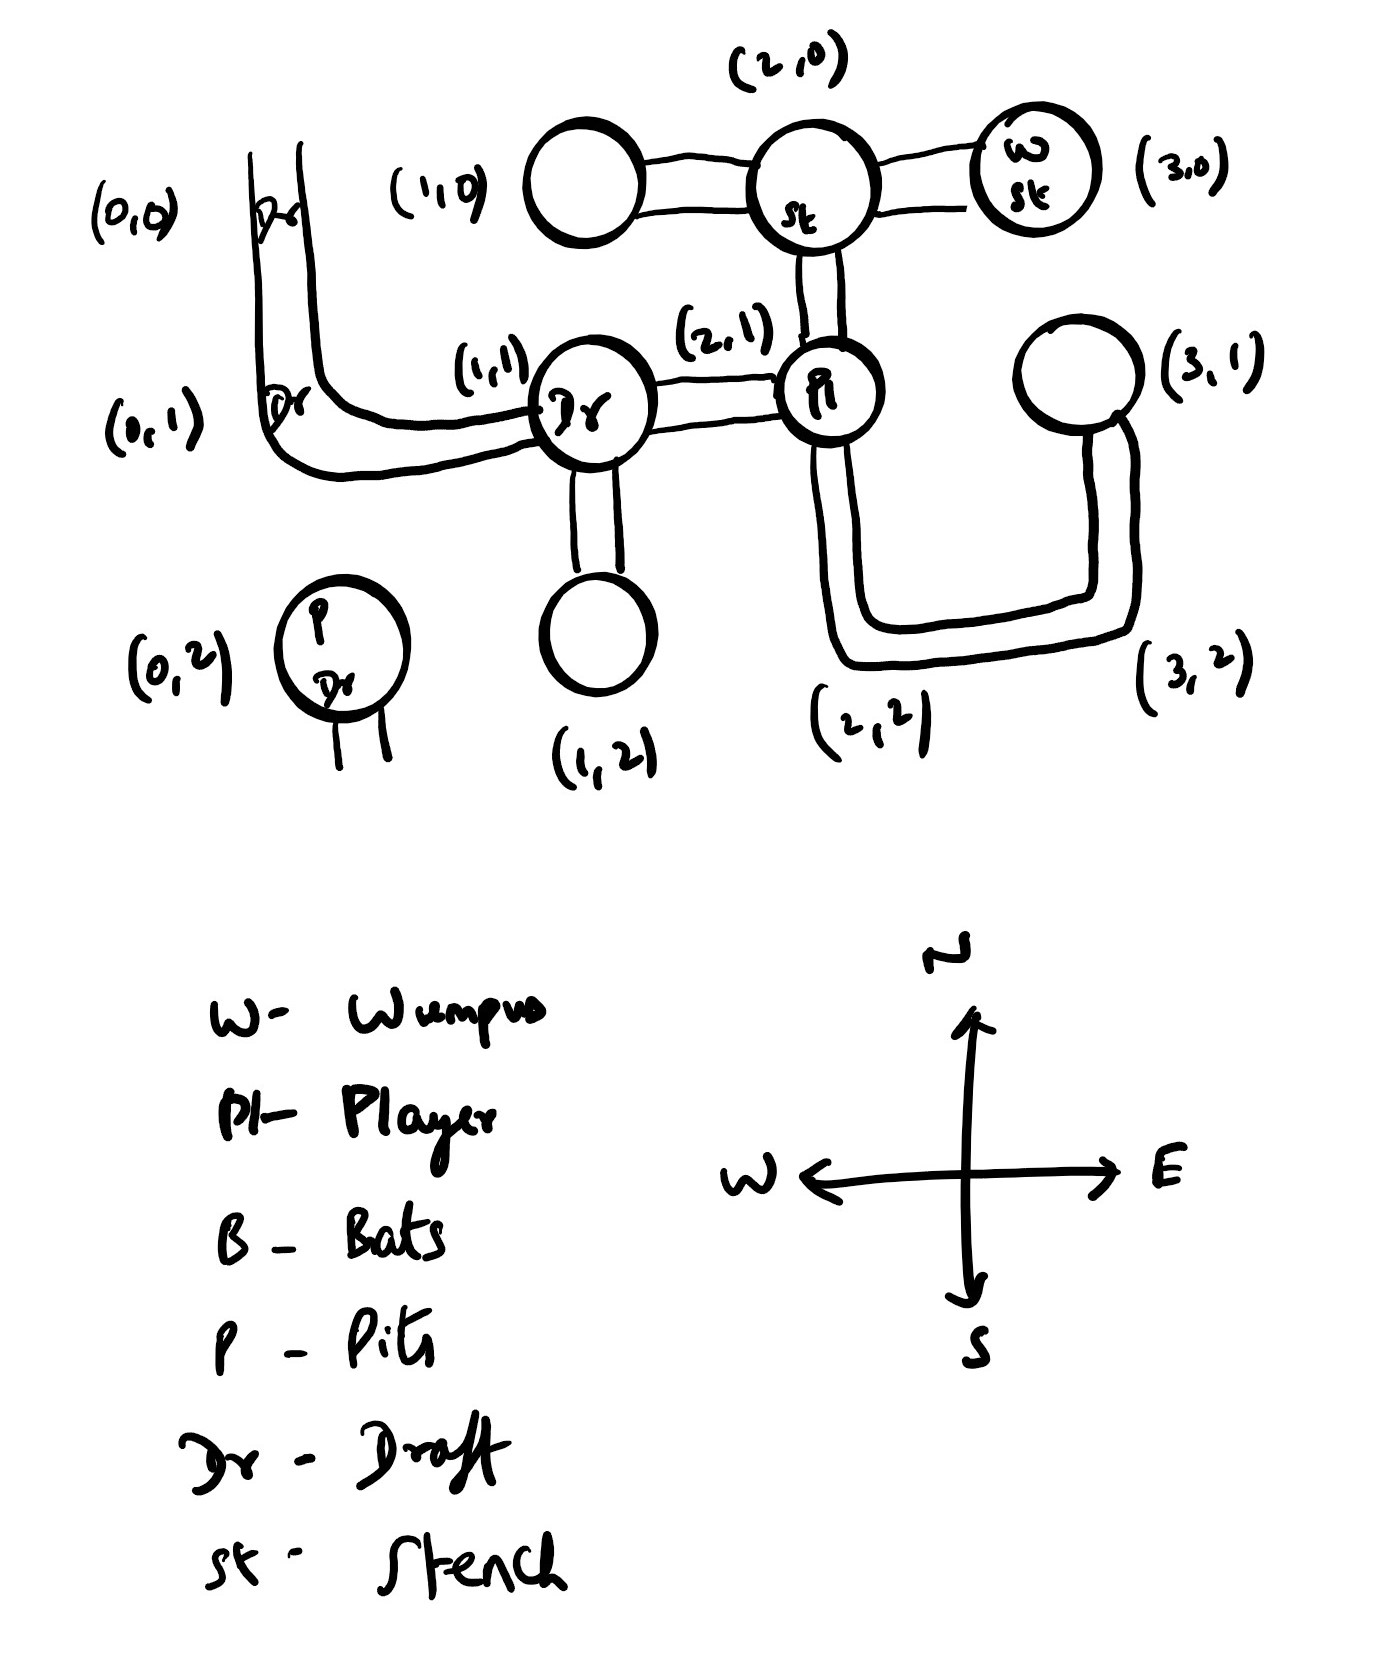 (2,0)
W
St
(3,0)
(0,0)
Dr
(1,0)
St
(2,1)
(1,1)
Dr
Pl
(3,1)
(0,1)
Dr
P
Dr
(0,2)
(1,2)
(2,2)
(3,2)
N
W - Wumpus
Pl - Player
W
E
B - Bats
P - Pits
S
Dr - Draft
St - Stench